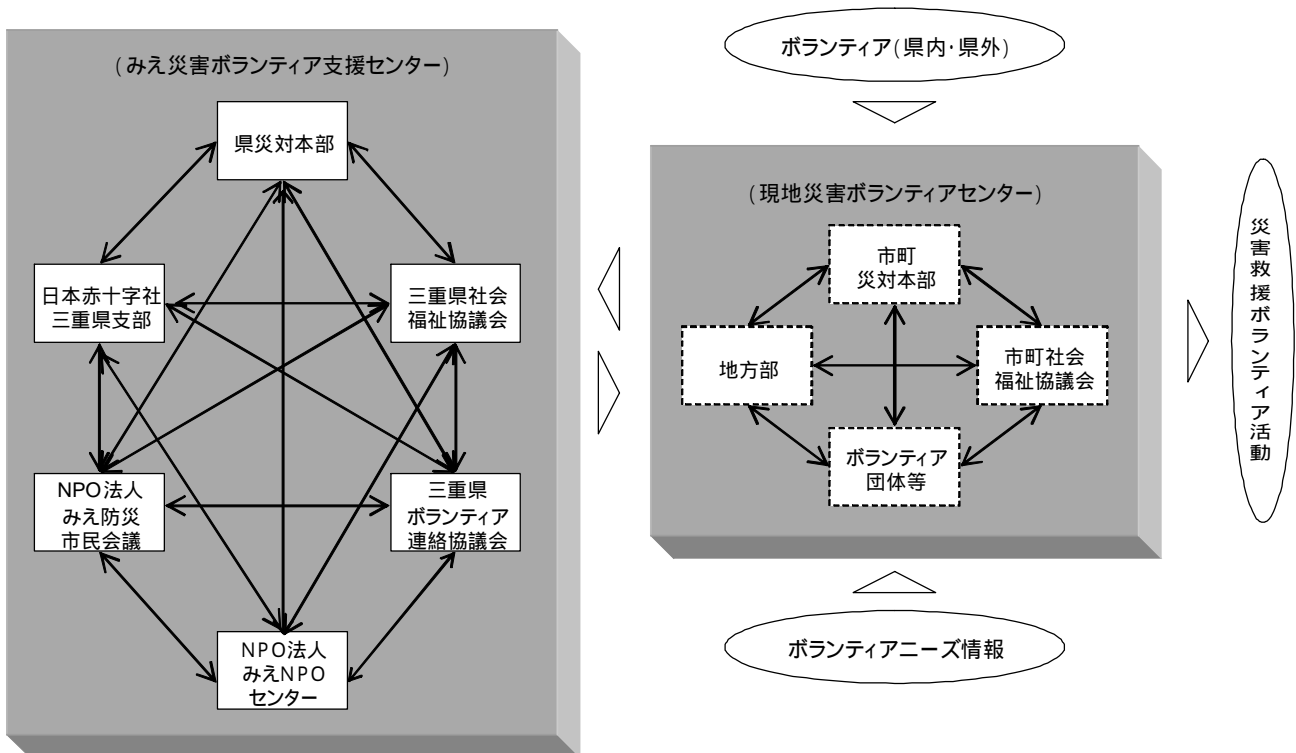 (みえ災害ボランティア支援センター)
県災対本部
日本赤十字社
三重県支部
三重県社会
福祉協議会
NPO法人
みえ防災
市民会議
三重県
ボランティア
連絡協議会
NPO法人
みえNPO
センター
ボランティア(県内・県外)
(現地災害ボランティアセンター)
市町
災対本部
地方部
市町社会
福祉協議会
ボランティア
団体等
ボランティアニーズ情報
災害救援ボランティア活動